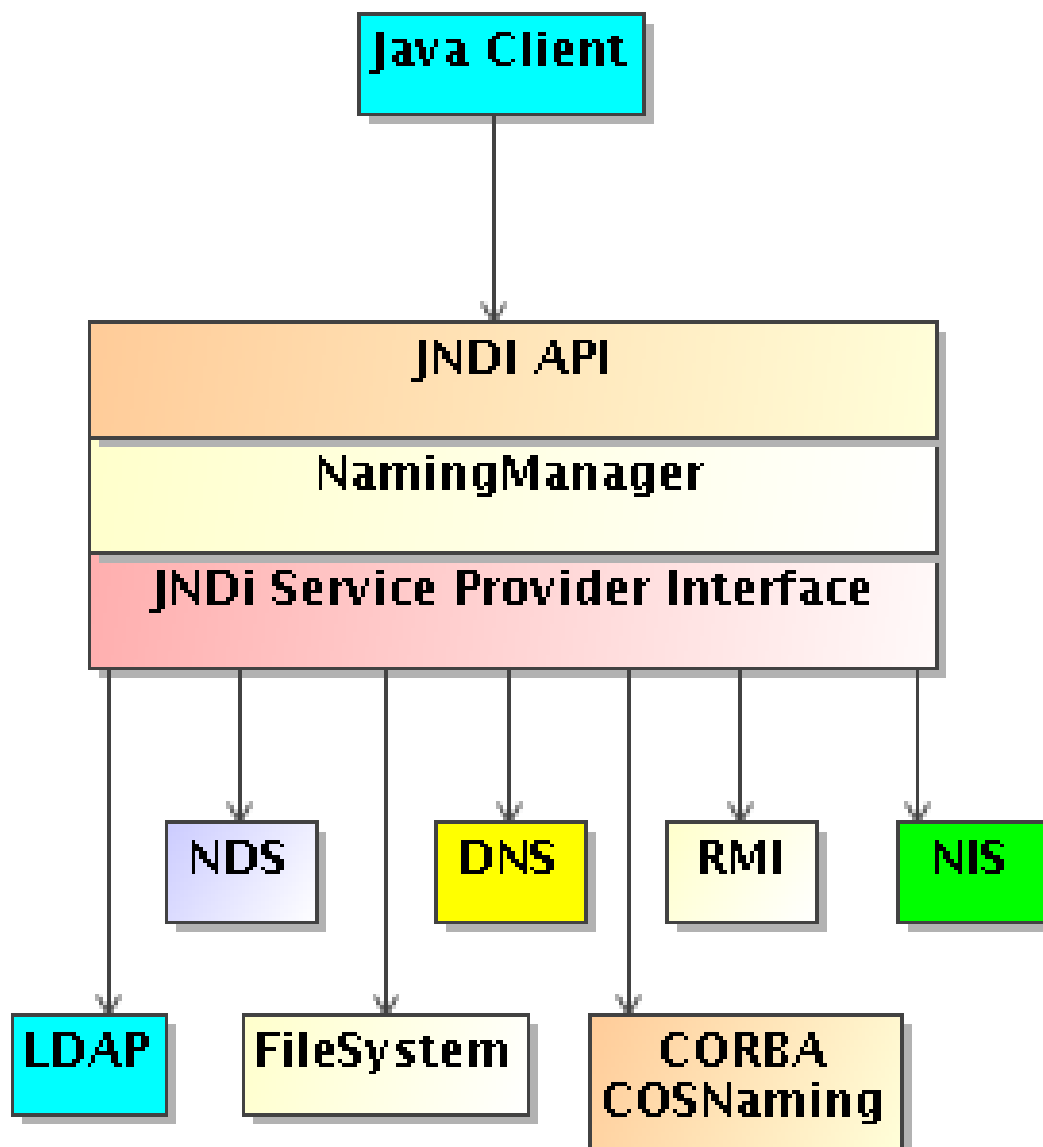 Java Client
JNDI API
NamingManager
JNDi Service Provider Interface
NDS
DNS
RMI
NIS
LDAP
FileSystem
CORBA
COSNaming